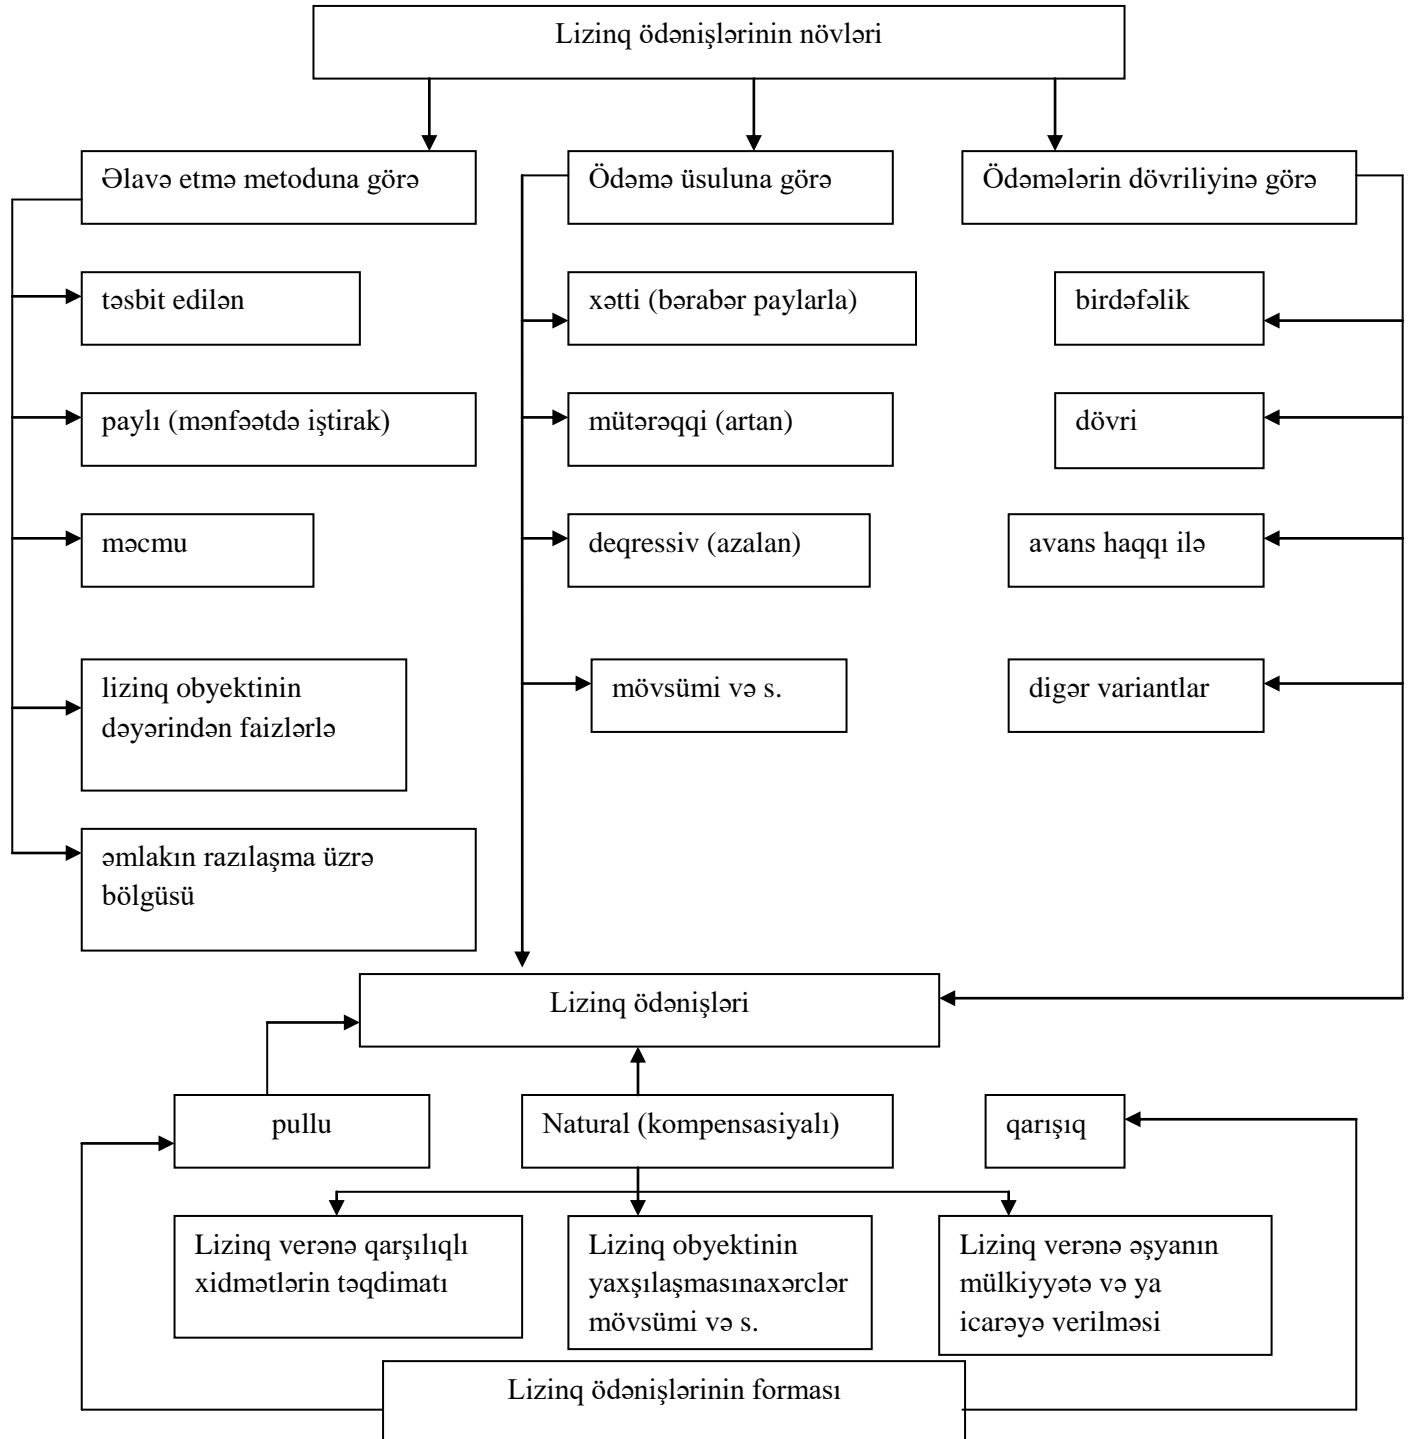 Lizinq ödənişlərinin növləri
Əlavə etmə metoduna görə
Ödəmə üsuluna görə
Ödəmələrin dövriliyinə görə
təsbit edilən
xətti (bərabər paylarla)
birdəfəlik
paylı (mənfəətdə iştirak)
mütərəqqi (artan)
dövri
məcmu
deqressiv (azalan)
avans haqqı ilə
lizinq obyektinin
dəyərindən faizlərlə
mövsümi və s.
digər variantlar
əmlakın razılaşma üzrə
bölgüsü
Lizinq ödənişləri
pullu
Natural (kompensasiyalı)
qarışıq
Lizinq verənə qarşılıqlı
xidmətlərin təqdimatı
Lizinq obyektinin
yaxşılaşmasınaxərclər
mövsümi və s.
Lizinq verənə əşyanın
mülkiyyətə və ya
icarəyə verilməsi
Lizinq ödənişlərinin forması